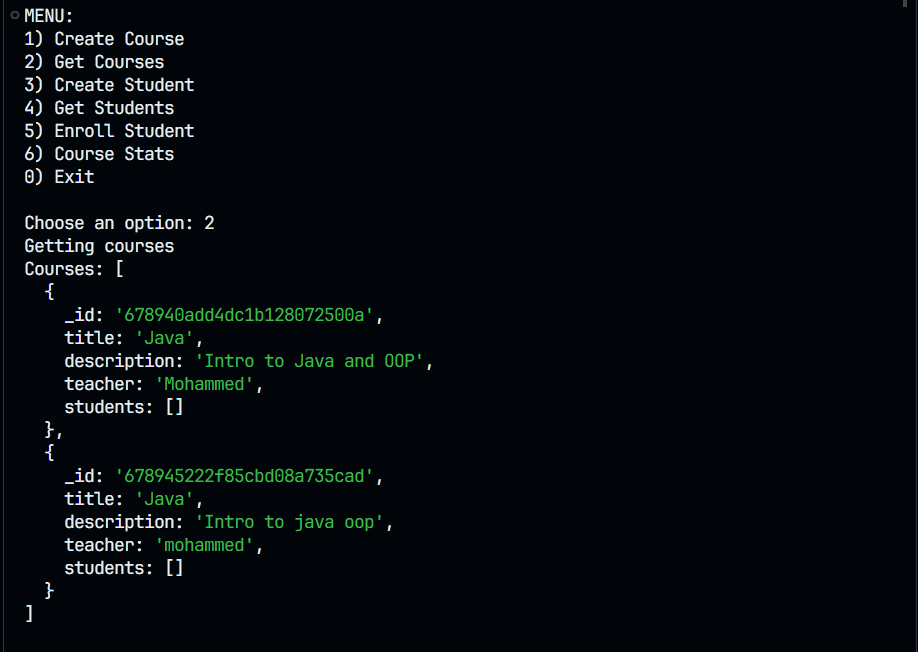 MENU:
1) Create Course
2) Get Courses
3) Create Student
4) Get Students
5) Enroll Student
6) Course Stats
0) Exit
Choose an option: 2
Getting courses
Courses: [
{
_id: '678940add4dc1b128072500a',
title: 'Java',
description: 'Intro to Java and OOP',
teacher: 'Mohammed',
students: []
},
{
_id: '678945222f85cbd08a735cad',
title: 'Java',
description: 'Intro to java oop',
teacher: 'mohammed',
students: []
}
]